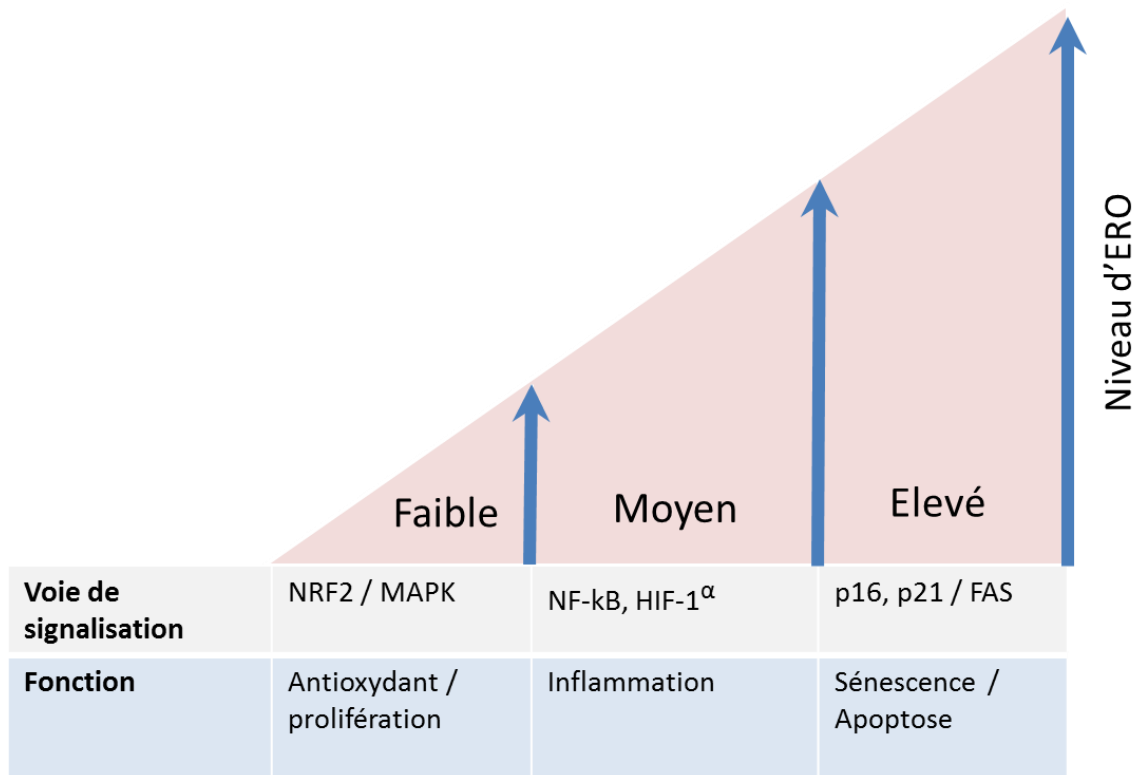 Niveau d'ERO
Faible
Moyen
Elevé
Voie de
signalisation
NRF2 / MAPK
NF-kB, HIF-1α
p16, p21 / FAS
Fonction
Antioxydant /
prolifération
Inflammation
Sénescence /
Apoptose